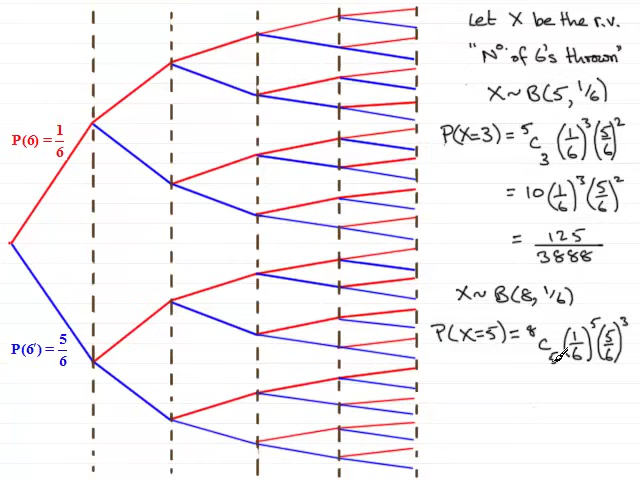 Let X be the r.v.
"Nº. of 6's thrown"
X ~ B(5, 1/6)
P(6) = 1/6
P(X=3) = ⁵C₃ (1/6)³ (5/6)²
= 10 (1/6)³ (5/6)²
= 125/3888
X ~ B(8, 1/6)
P(6') = 5/6
P(X=5) = ⁸C₅ (1/6)⁵ (5/6)³